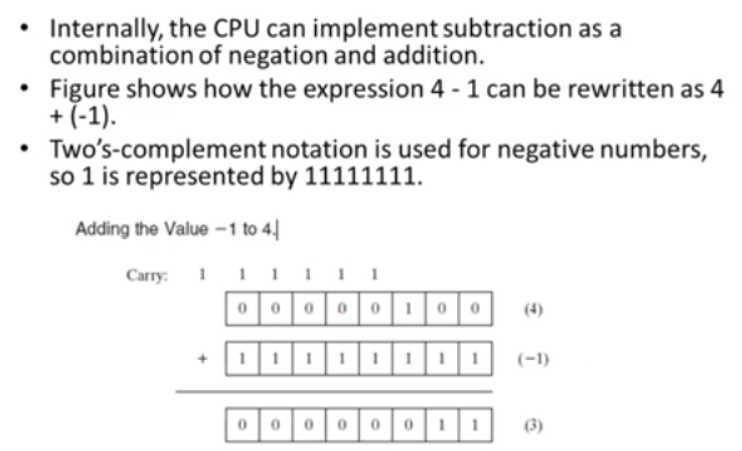 • Internally, the CPU can implement subtraction as a
combination of negation and addition.
• Figure shows how the expression 4 - 1 can be rewritten as 4
+ (-1).
• Two’s-complement notation is used for negative numbers,
so 1 is represented by 11111111.
Adding the Value −1 to 4.
Carry: 1 1 1 1 1 1
0 0 0 0 0 1 0 0 (4)
+ 1 1 1 1 1 1 1 1 (−1)
0 0 0 0 0 0 1 1 (3)